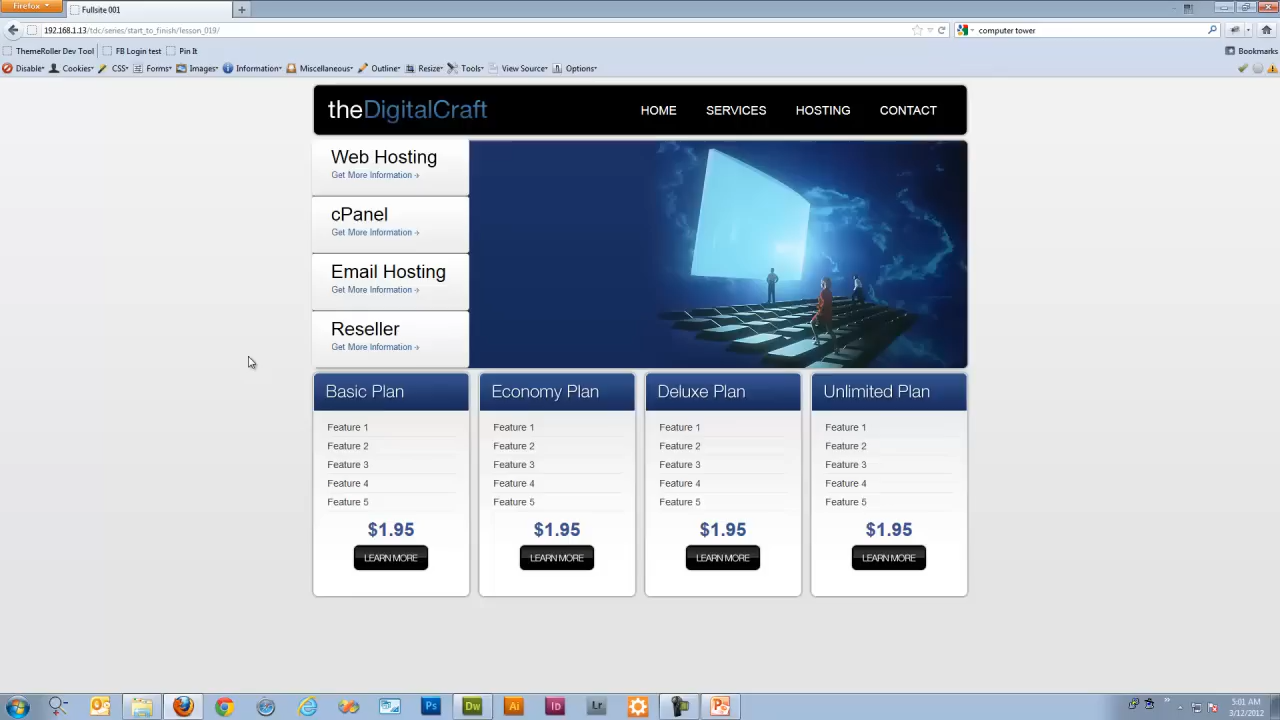 Firefox
Fullsite 001
192.168.1.13/tdc/series/start_to_finish/lesson_019/
computer tower
ThemeRoller Dev Tool FB Login test Pin It
Bookmarks
Disable Cookies CSS Forms Images Information Miscellaneous Outline Resize Tools View Source Options
theDigitalCraft
HOME SERVICES HOSTING CONTACT
Web Hosting
Get More Information
cPanel
Get More Information
Email Hosting
Get More Information
Reseller
Get More Information
Basic Plan Economy Plan Deluxe Plan Unlimited Plan
Feature 1 Feature 1 Feature 1 Feature 1
Feature 2 Feature 2 Feature 2 Feature 2
Feature 3 Feature 3 Feature 3 Feature 3
Feature 4 Feature 4 Feature 4 Feature 4
Feature 5 Feature 5 Feature 5 Feature 5
$1.95 $1.95 $1.95 $1.95
LEARN MORE LEARN MORE LEARN MORE LEARN MORE
Ps Dw Ai Id Lr
5:01 AM
3/12/2012